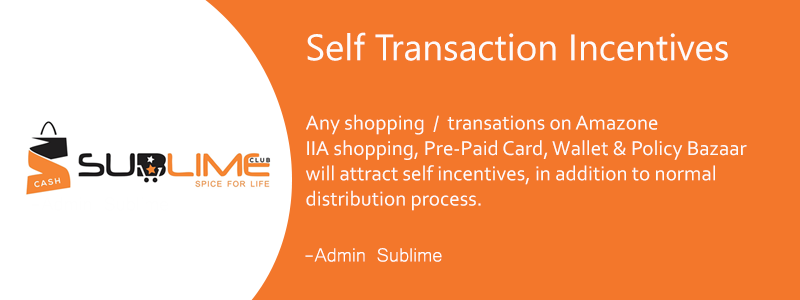 Self Transaction Incentives
Any shopping / transations on Amazone
IIA shopping, Pre-Paid Card, Wallet & Policy Bazaar
will attract self incentives, in addition to normal
distribution process.
–Admin Sublime
CASH
SUBLIME
CLUB
SPICE FOR LIFE